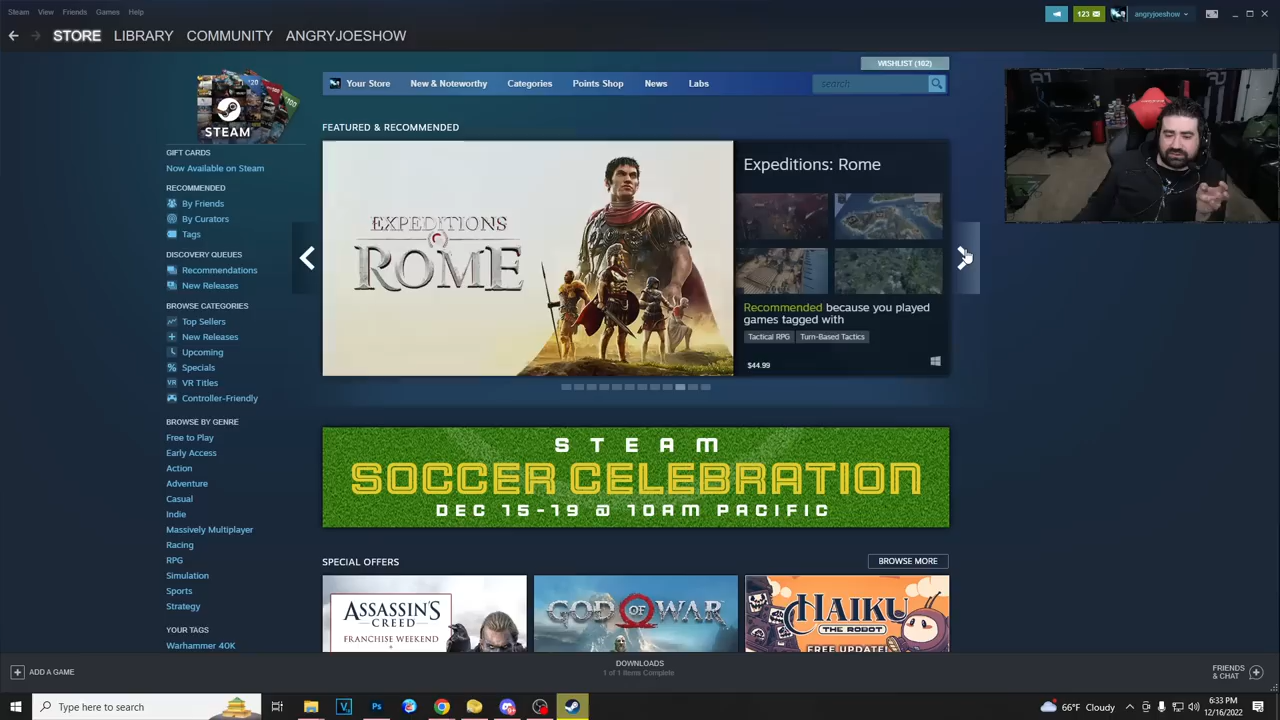 Steam View Friends Games Help
123 angryjoeshow
STORE LIBRARY COMMUNITY ANGRYJOESHOW
WISHLIST (102)
Your Store New & Noteworthy Categories Points Shop News Labs search
STEAM
FEATURED & RECOMMENDED
GIFT CARDS
Now Available on Steam
RECOMMENDED
By Friends
By Curators
Tags
DISCOVERY QUEUES
Recommendations
New Releases
BROWSE CATEGORIES
Top Sellers
New Releases
Upcoming
Specials
VR Titles
Controller-Friendly
BROWSE BY GENRE
Free to Play
Early Access
Action
Adventure
Casual
Indie
Massively Multiplayer
Racing
RPG
Simulation
Sports
Strategy
YOUR TAGS
Warhammer 40K
EXPEDITIONS
ROME
Expeditions: Rome
Recommended because you played
games tagged with
Tactical RPG Turn-Based Tactics
$44.99
STEAM
SOCCER CELEBRATION
DEC 15-19 @ 10AM PACIFIC
SPECIAL OFFERS
BROWSE MORE
ASSASSIN'S
CREED
FRANCHISE WEEKEND
GOD OF WAR
HAIKU
THE ROBOT
FREE UPDATE!
ADD A GAME
DOWNLOADS
1 of 1 Items Complete
FRIENDS
& CHAT
Type here to search
66°F Cloudy
6:33 PM
12/16/2022